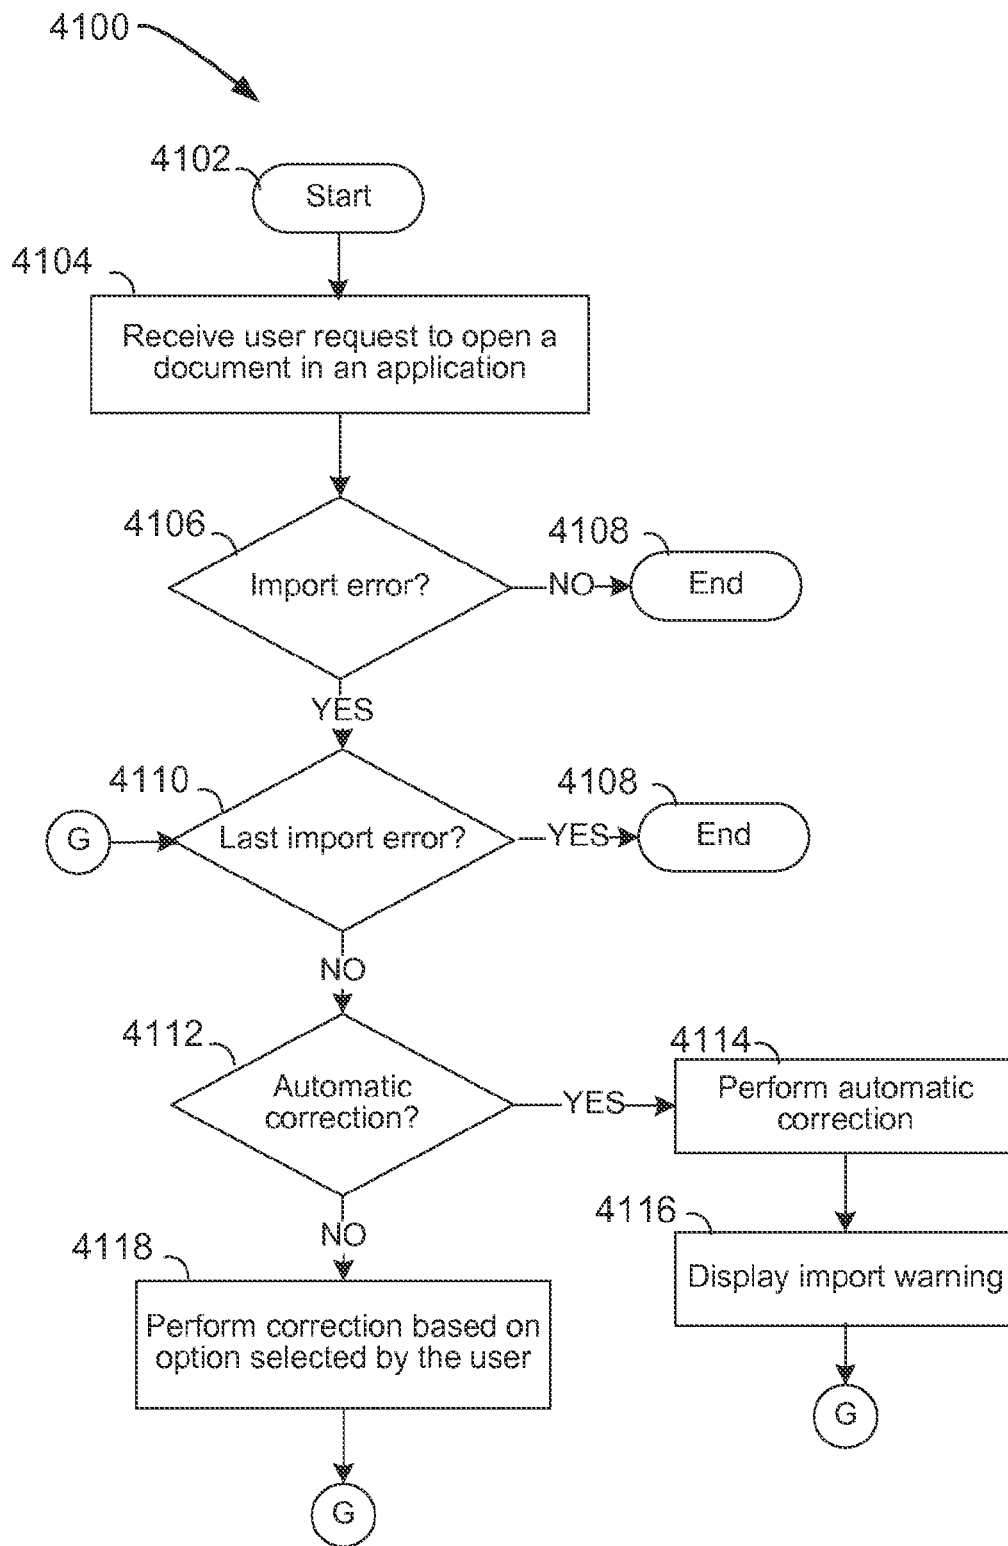 4100
4102
Start
4104
Receive user request to open a
document in an application
4106
Import error?
NO
4108
End
YES
4110
G
Last import error?
YES
4108
End
NO
4112
Automatic
correction?
YES
4114
Perform automatic
correction
4116
Display import warning
G
NO
4118
Perform correction based on
option selected by the user
G